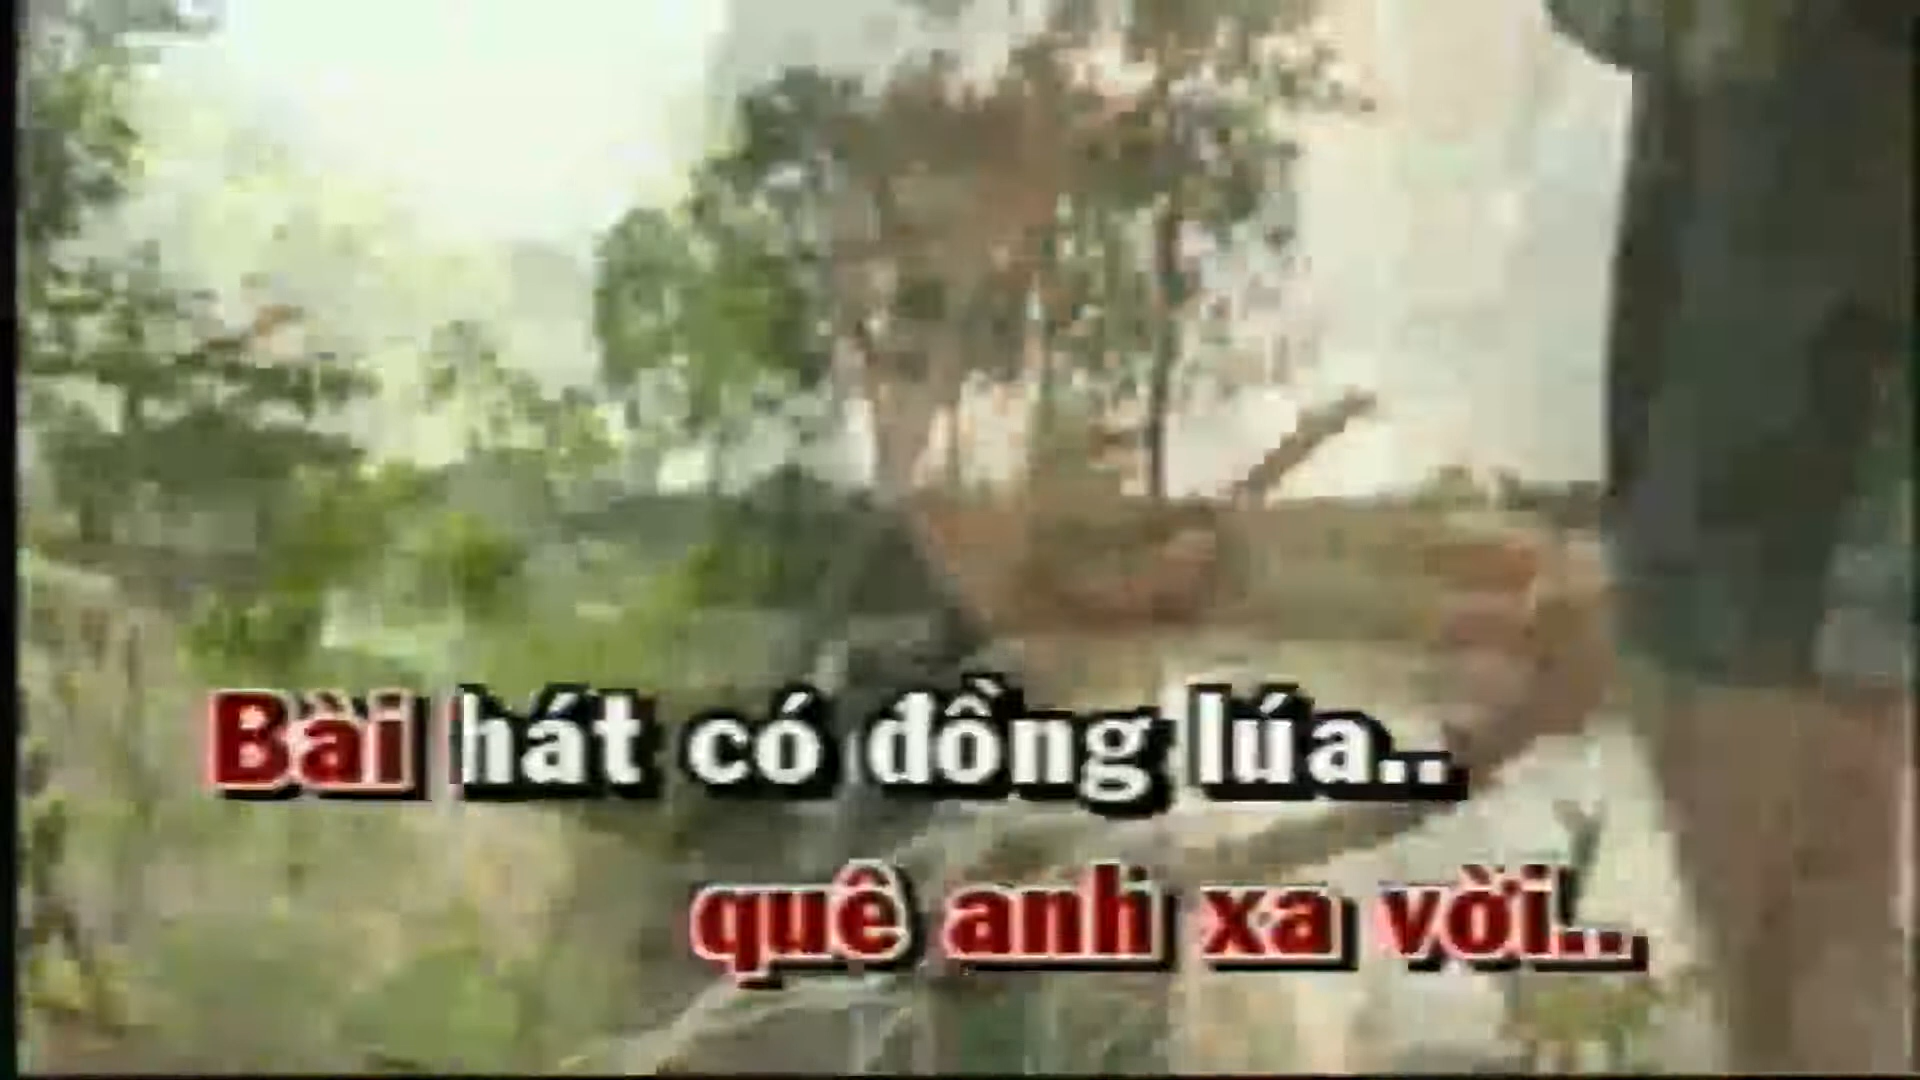 Bài hát có đồng lúa..
quê anh xa vời...